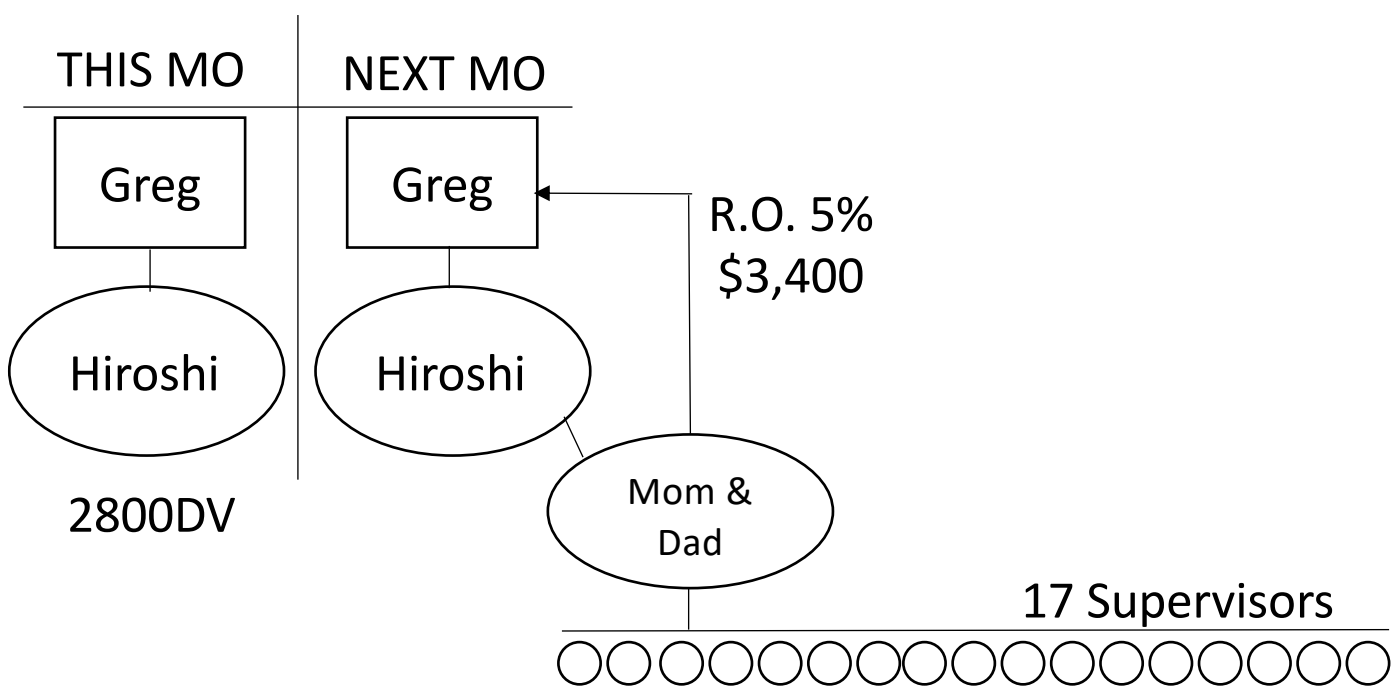 THIS MO
NEXT MO
Greg
Greg
R.O. 5%
$3,400
Hiroshi
Hiroshi
2800DV
Mom &
Dad
17 Supervisors